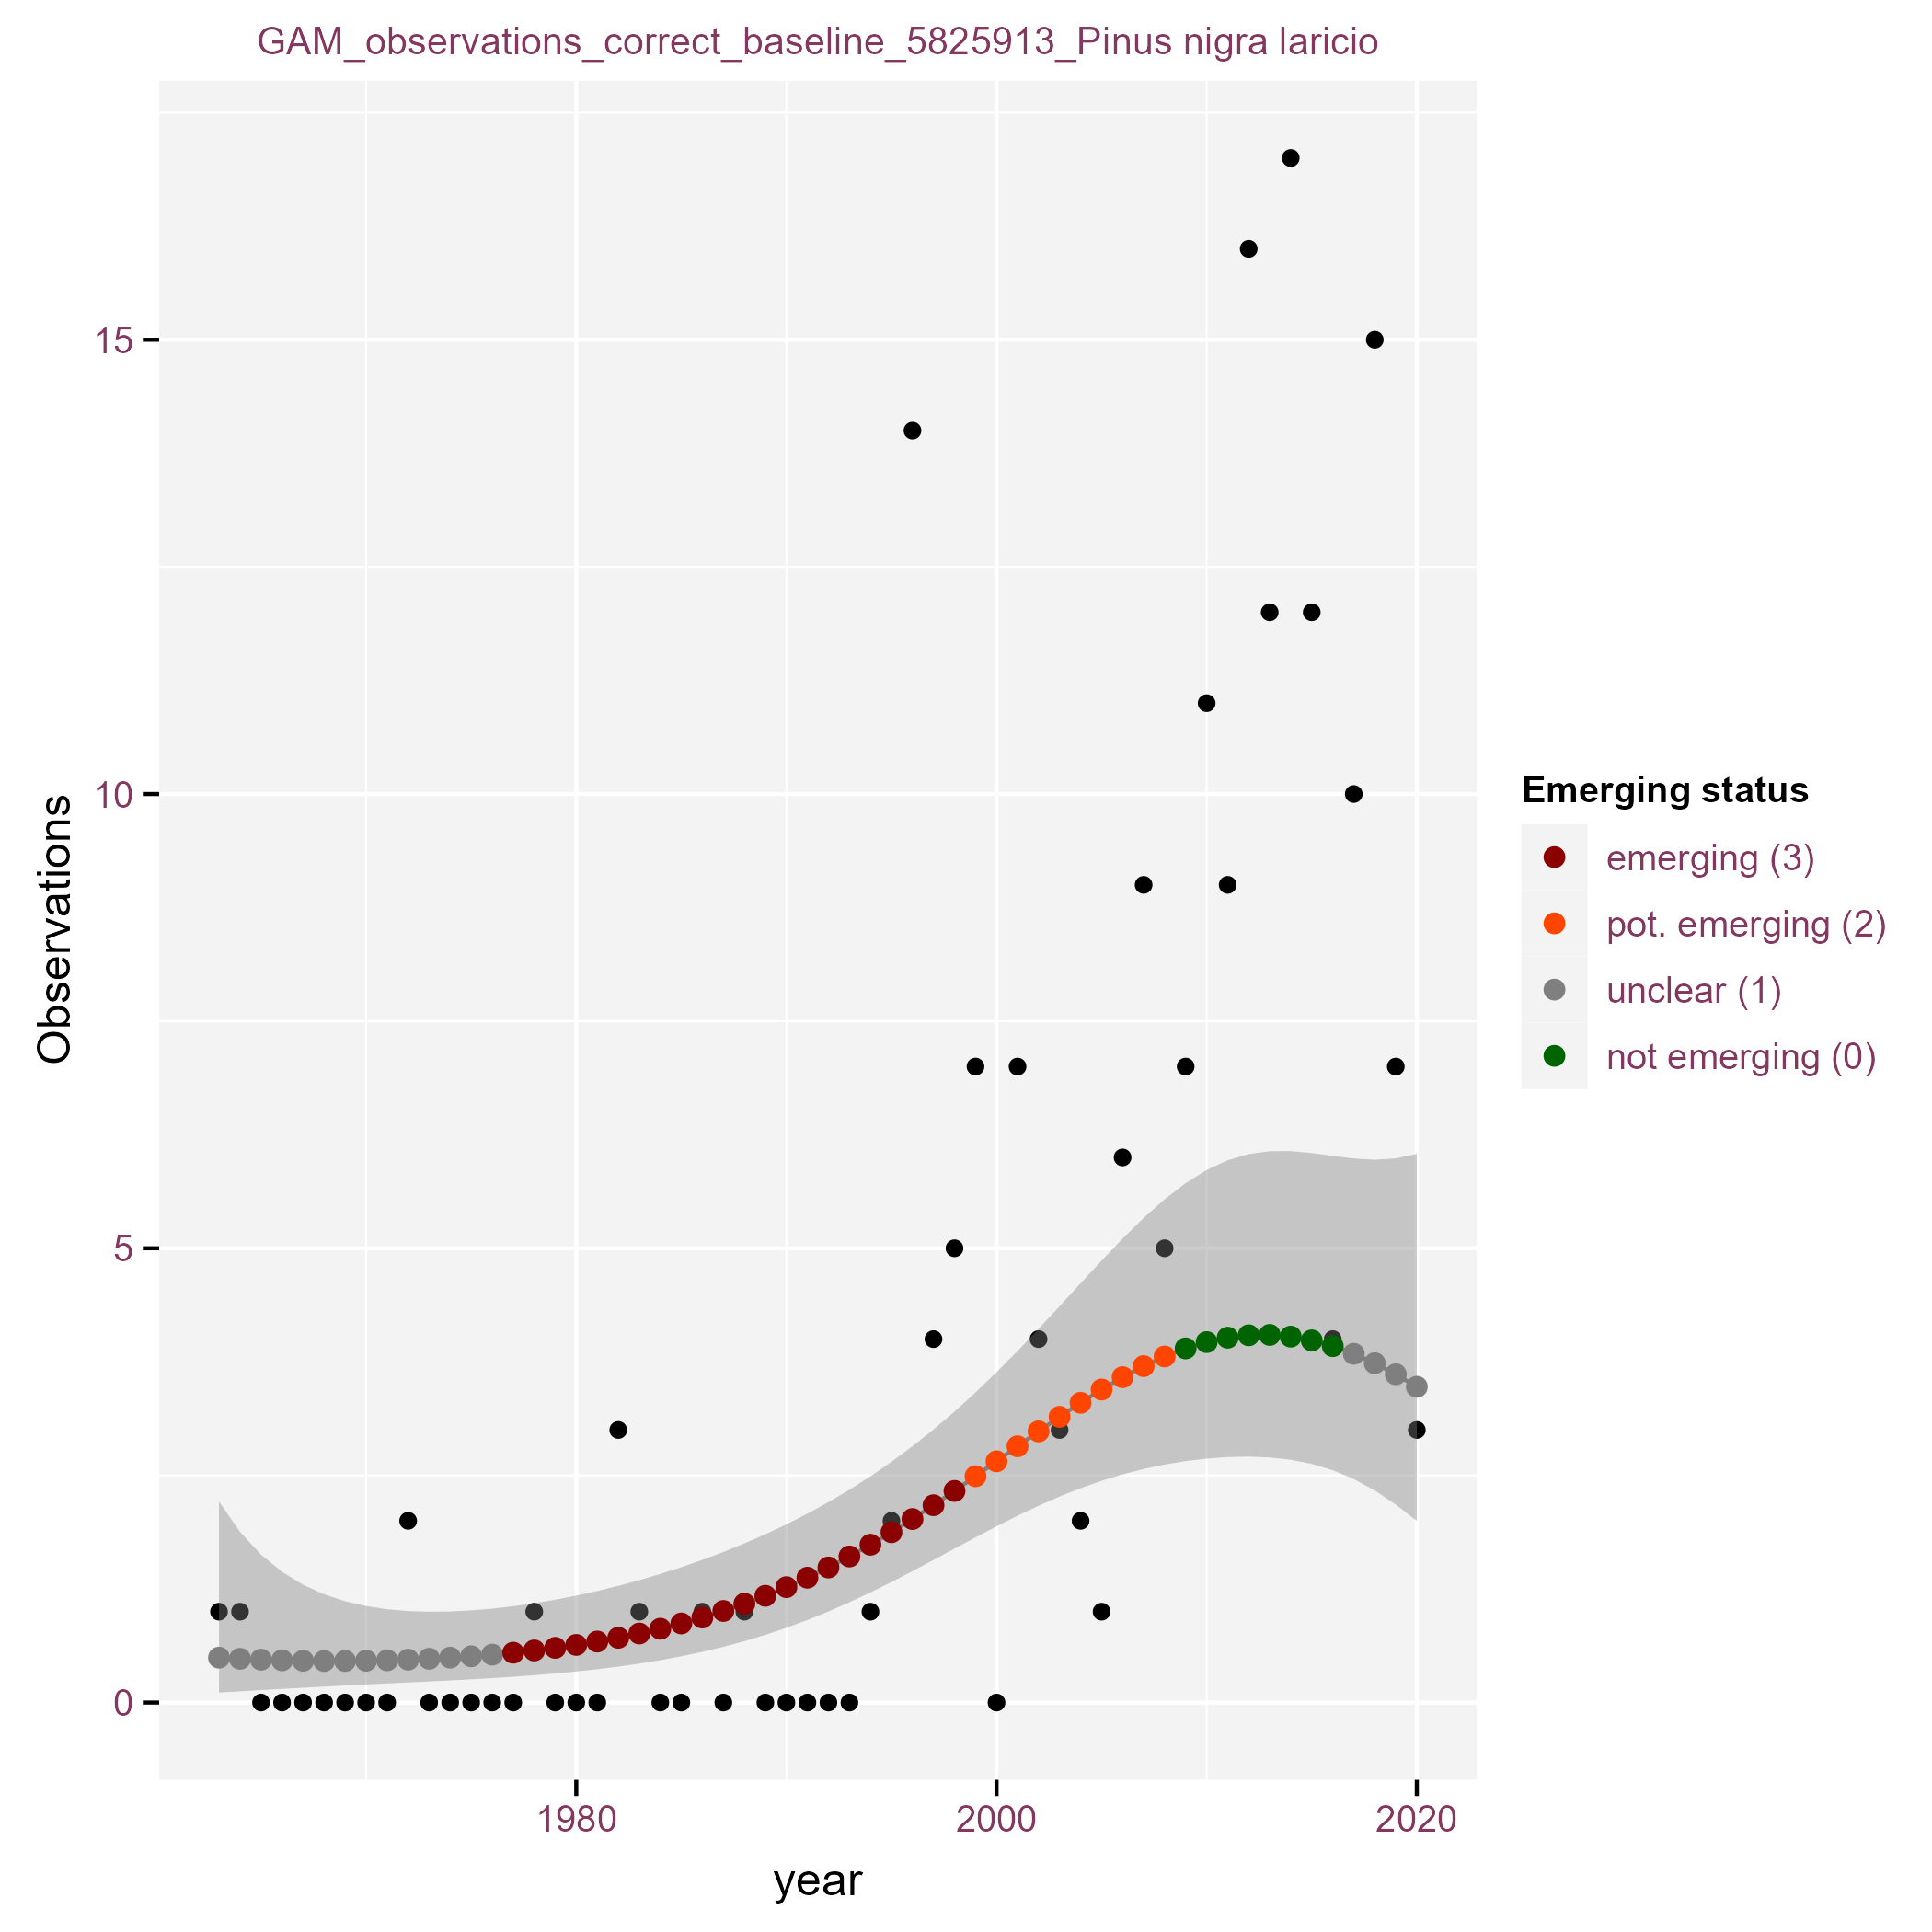 GAM_observations_correct_baseline_5825913_Pinus nigra laricio
Observations
15
10
5
0
1980
2000
2020
year
Emerging status
emerging (3)
pot. emerging (2)
unclear (1)
not emerging (0)